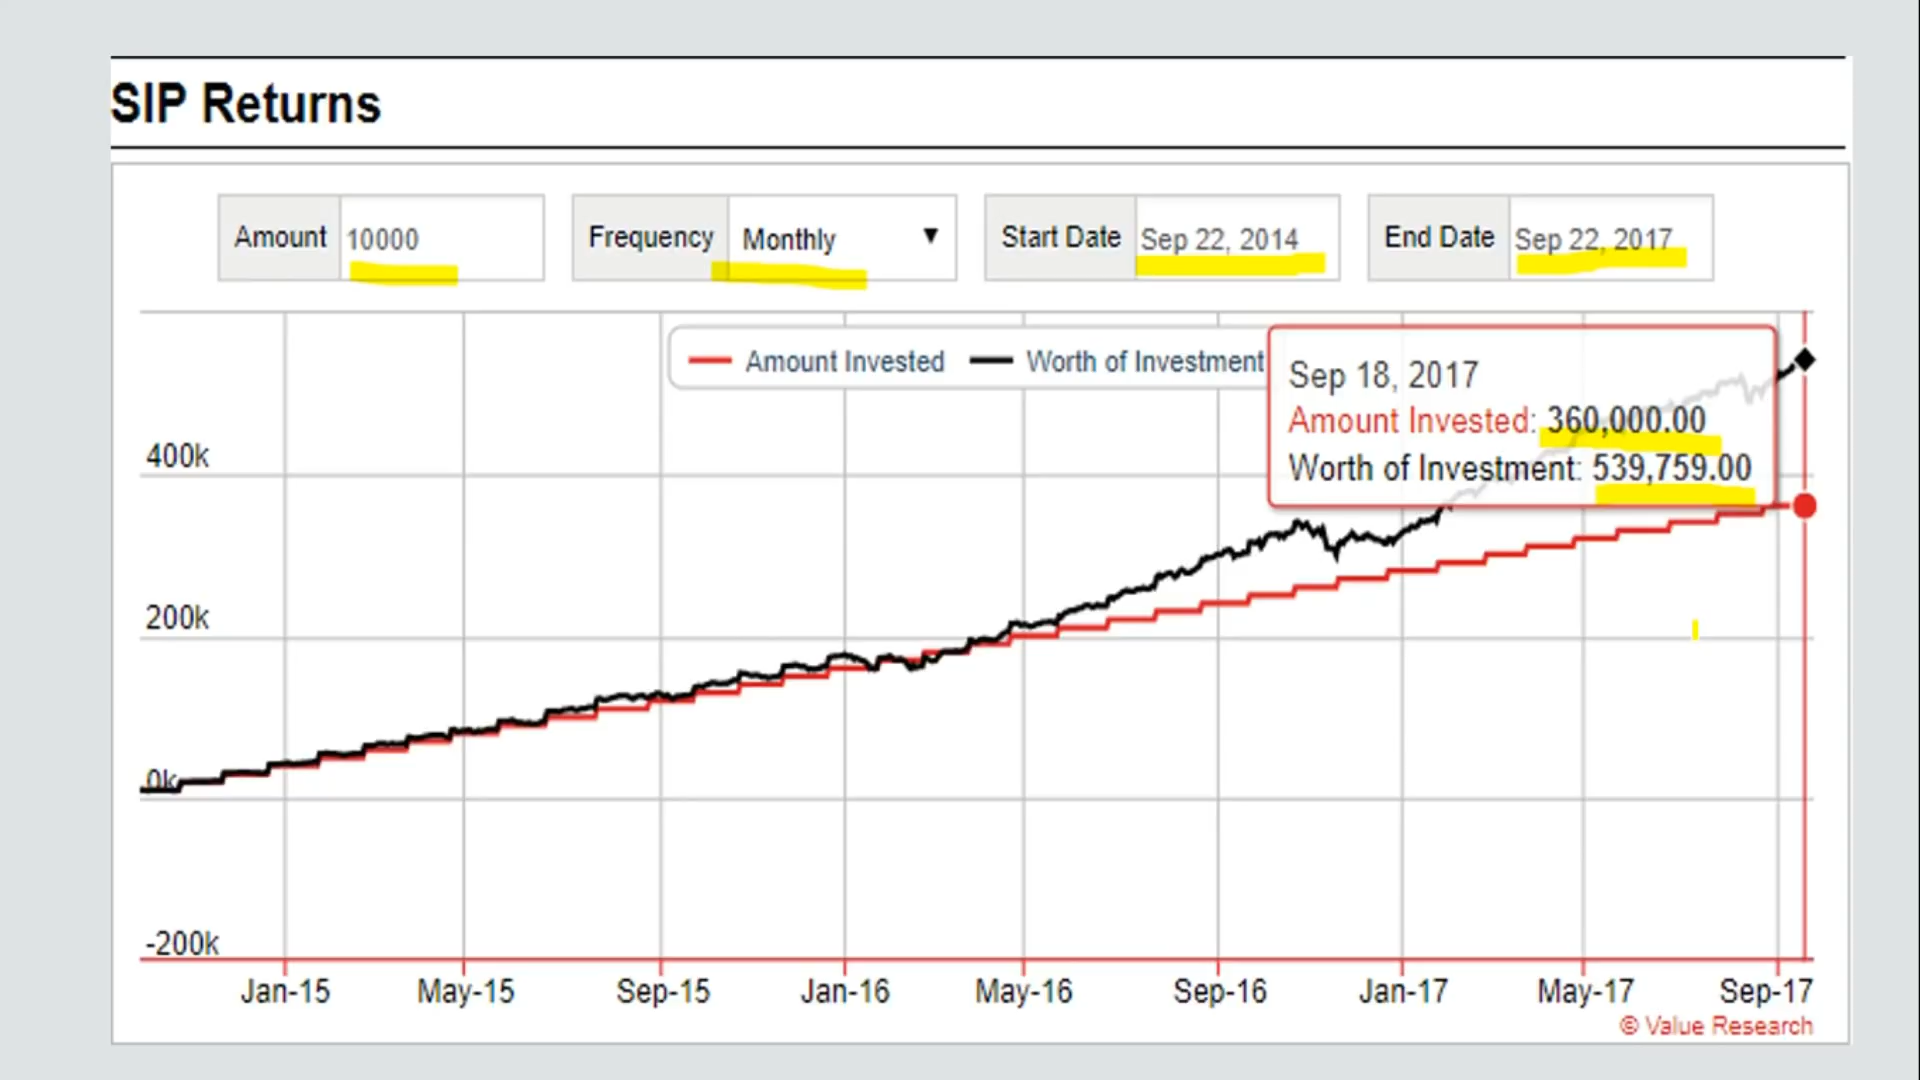 SIP Returns
Amount 10000 Frequency Monthly Start Date Sep 22, 2014 End Date Sep 22, 2017
Amount Invested Worth of Investment
Sep 18, 2017
Amount Invested: 360,000.00
Worth of Investment: 539,759.00
400k
200k
0k
-200k
Jan-15 May-15 Sep-15 Jan-16 May-16 Sep-16 Jan-17 May-17 Sep-17
© Value Research